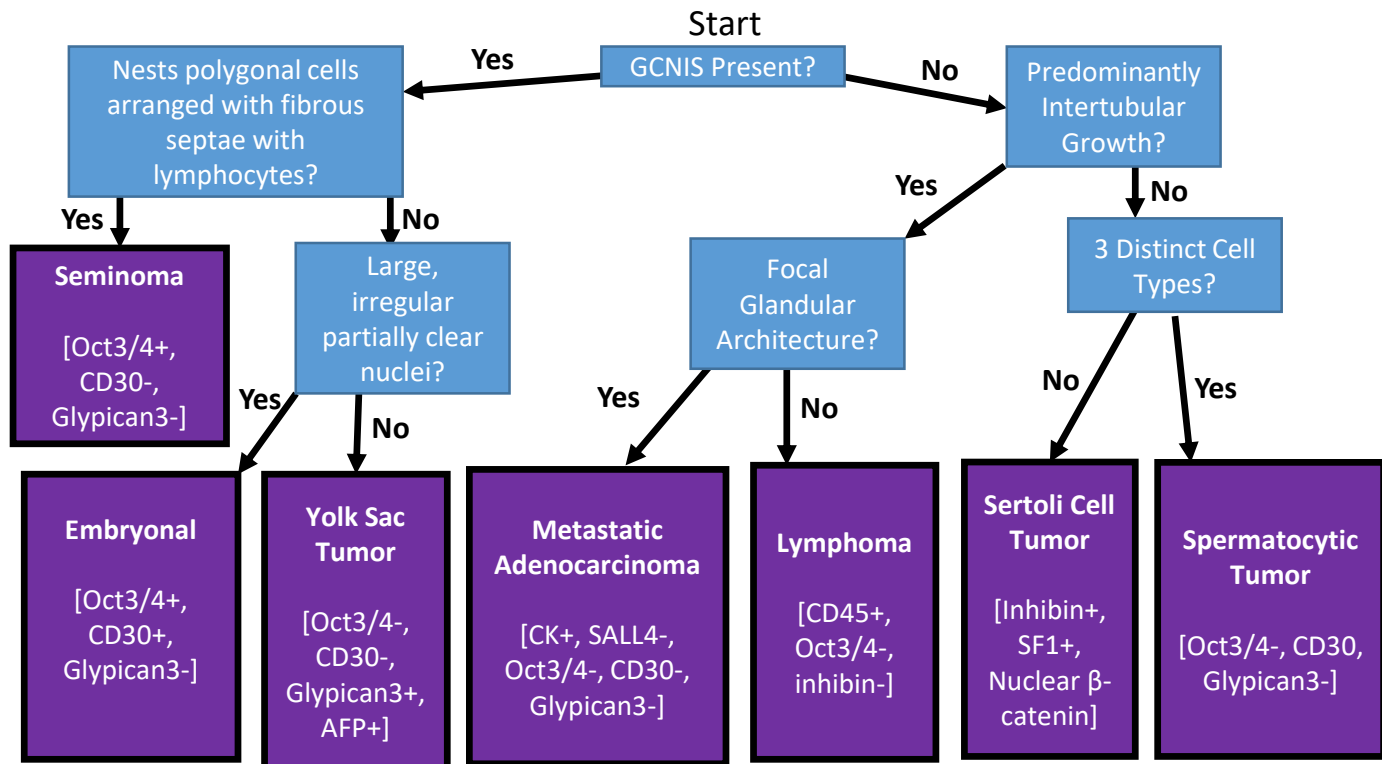 Start
GCNIS Present?
Yes
No
Nests polygonal cells
arranged with fibrous
septae with
lymphocytes?
Predominantly
Intertubular
Growth?
Yes
No
Yes
No
Seminoma
[Oct3/4+,
CD30-,
Glypican3-]
Large,
irregular
partially clear
nuclei?
Focal
Glandular
Architecture?
3 Distinct Cell
Types?
Yes
No
Yes
No
No
Yes
Embryonal
[Oct3/4+,
CD30+,
Glypican3-]
Yolk Sac
Tumor
[Oct3/4-,
CD30-,
Glypican3+,
AFP+]
Metastatic
Adenocarcinoma
[CK+, SALL4-,
Oct3/4-, CD30-,
Glypican3-]
Lymphoma
[CD45+,
Oct3/4-,
inhibin-]
Sertoli Cell
Tumor
[Inhibin+,
SF1+,
Nuclear β-
catenin]
Spermatocytic
Tumor
[Oct3/4-, CD30,
Glypican3-]